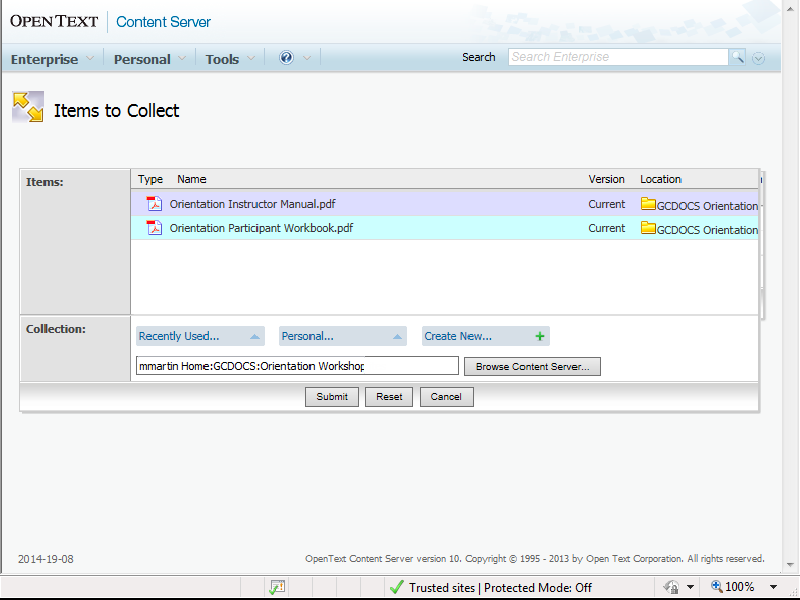 OPENTEXT Content Server
Enterprise Personal Tools ? Search Search Enterprise
Items to Collect
Items: Type Name Version Location
Orientation Instructor Manual.pdf Current GCDOCS Orientation
Orientation Participant Workbook.pdf Current GCDOCS Orientation
Collection: Recently Used... Personal... Create New... +
mmartin Home:GCDOCS:Orientation Workshop Browse Content Server...
Submit Reset Cancel
2014-19-08 OpenText Content Server version 10. Copyright © 1995 - 2013 by Open Text Corporation. All rights reserved.
Trusted sites | Protected Mode: Off 100%